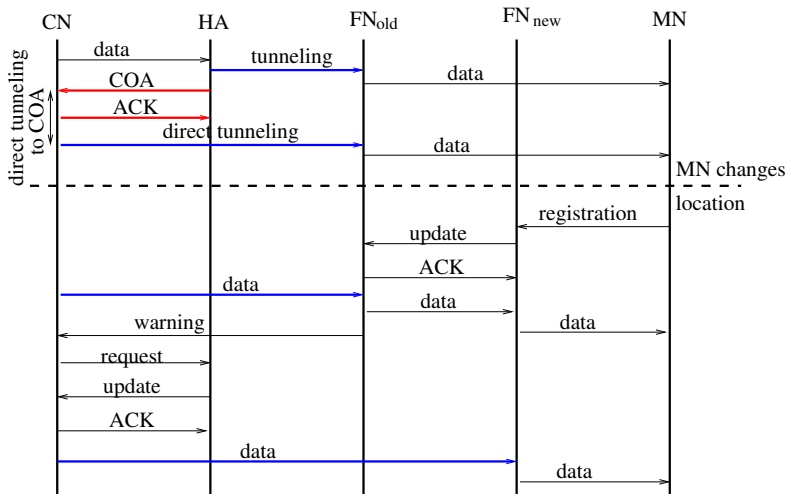 CN HA FNold FNnew MN
data
tunneling
data
COA
ACK
direct tunneling
direct tunneling
to COA
data
MN changes
location
registration
update
ACK
data
data
warning
data
request
update
ACK
data
data